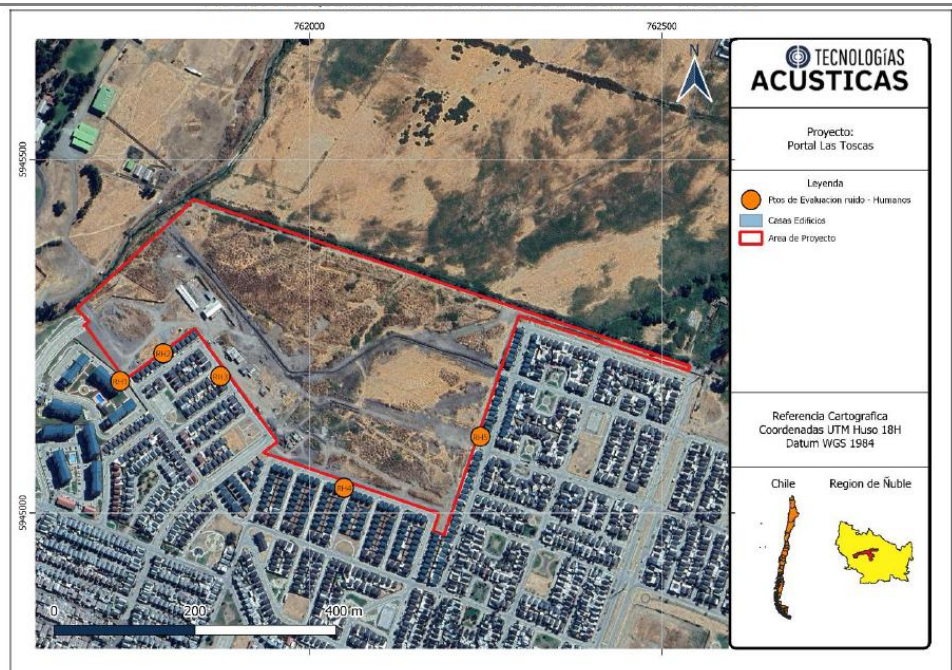 762000
762500
5945500
5945000
N
RH1
RH2
RH3
RH4
RH5
0
200
400 m
TECNOLOGÍAS
ACUSTICAS
Proyecto:
Portal Las Toscas
Leyenda
Ptos de Evaluacion ruido - Humanos
Casas Edificios
Area de Proyecto
Referencia Cartografica
Coordenadas UTM Huso 18H
Datum WGS 1984
Chile
Region de Ñuble